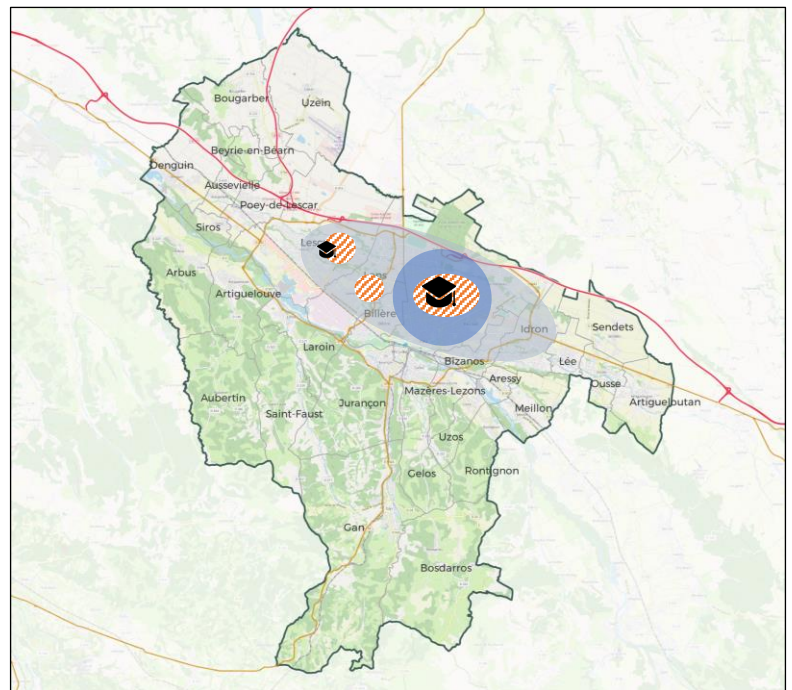 Bougarber
Uzein
Beyrie-en-Béarn
Denguin
Aussevielle
Poey-de-Lescar
Siros
Arbus
Artiguelouve
Billère
Idron
Sendets
Laroin
Bizanos
Lée
Aressy
Ousse
Mazères-Lezons
Aubertin
Jurançon
Meillon
Artigueloutan
Saint-Faust
Uzos
Gelos
Rontignon
Gan
Bosdarros